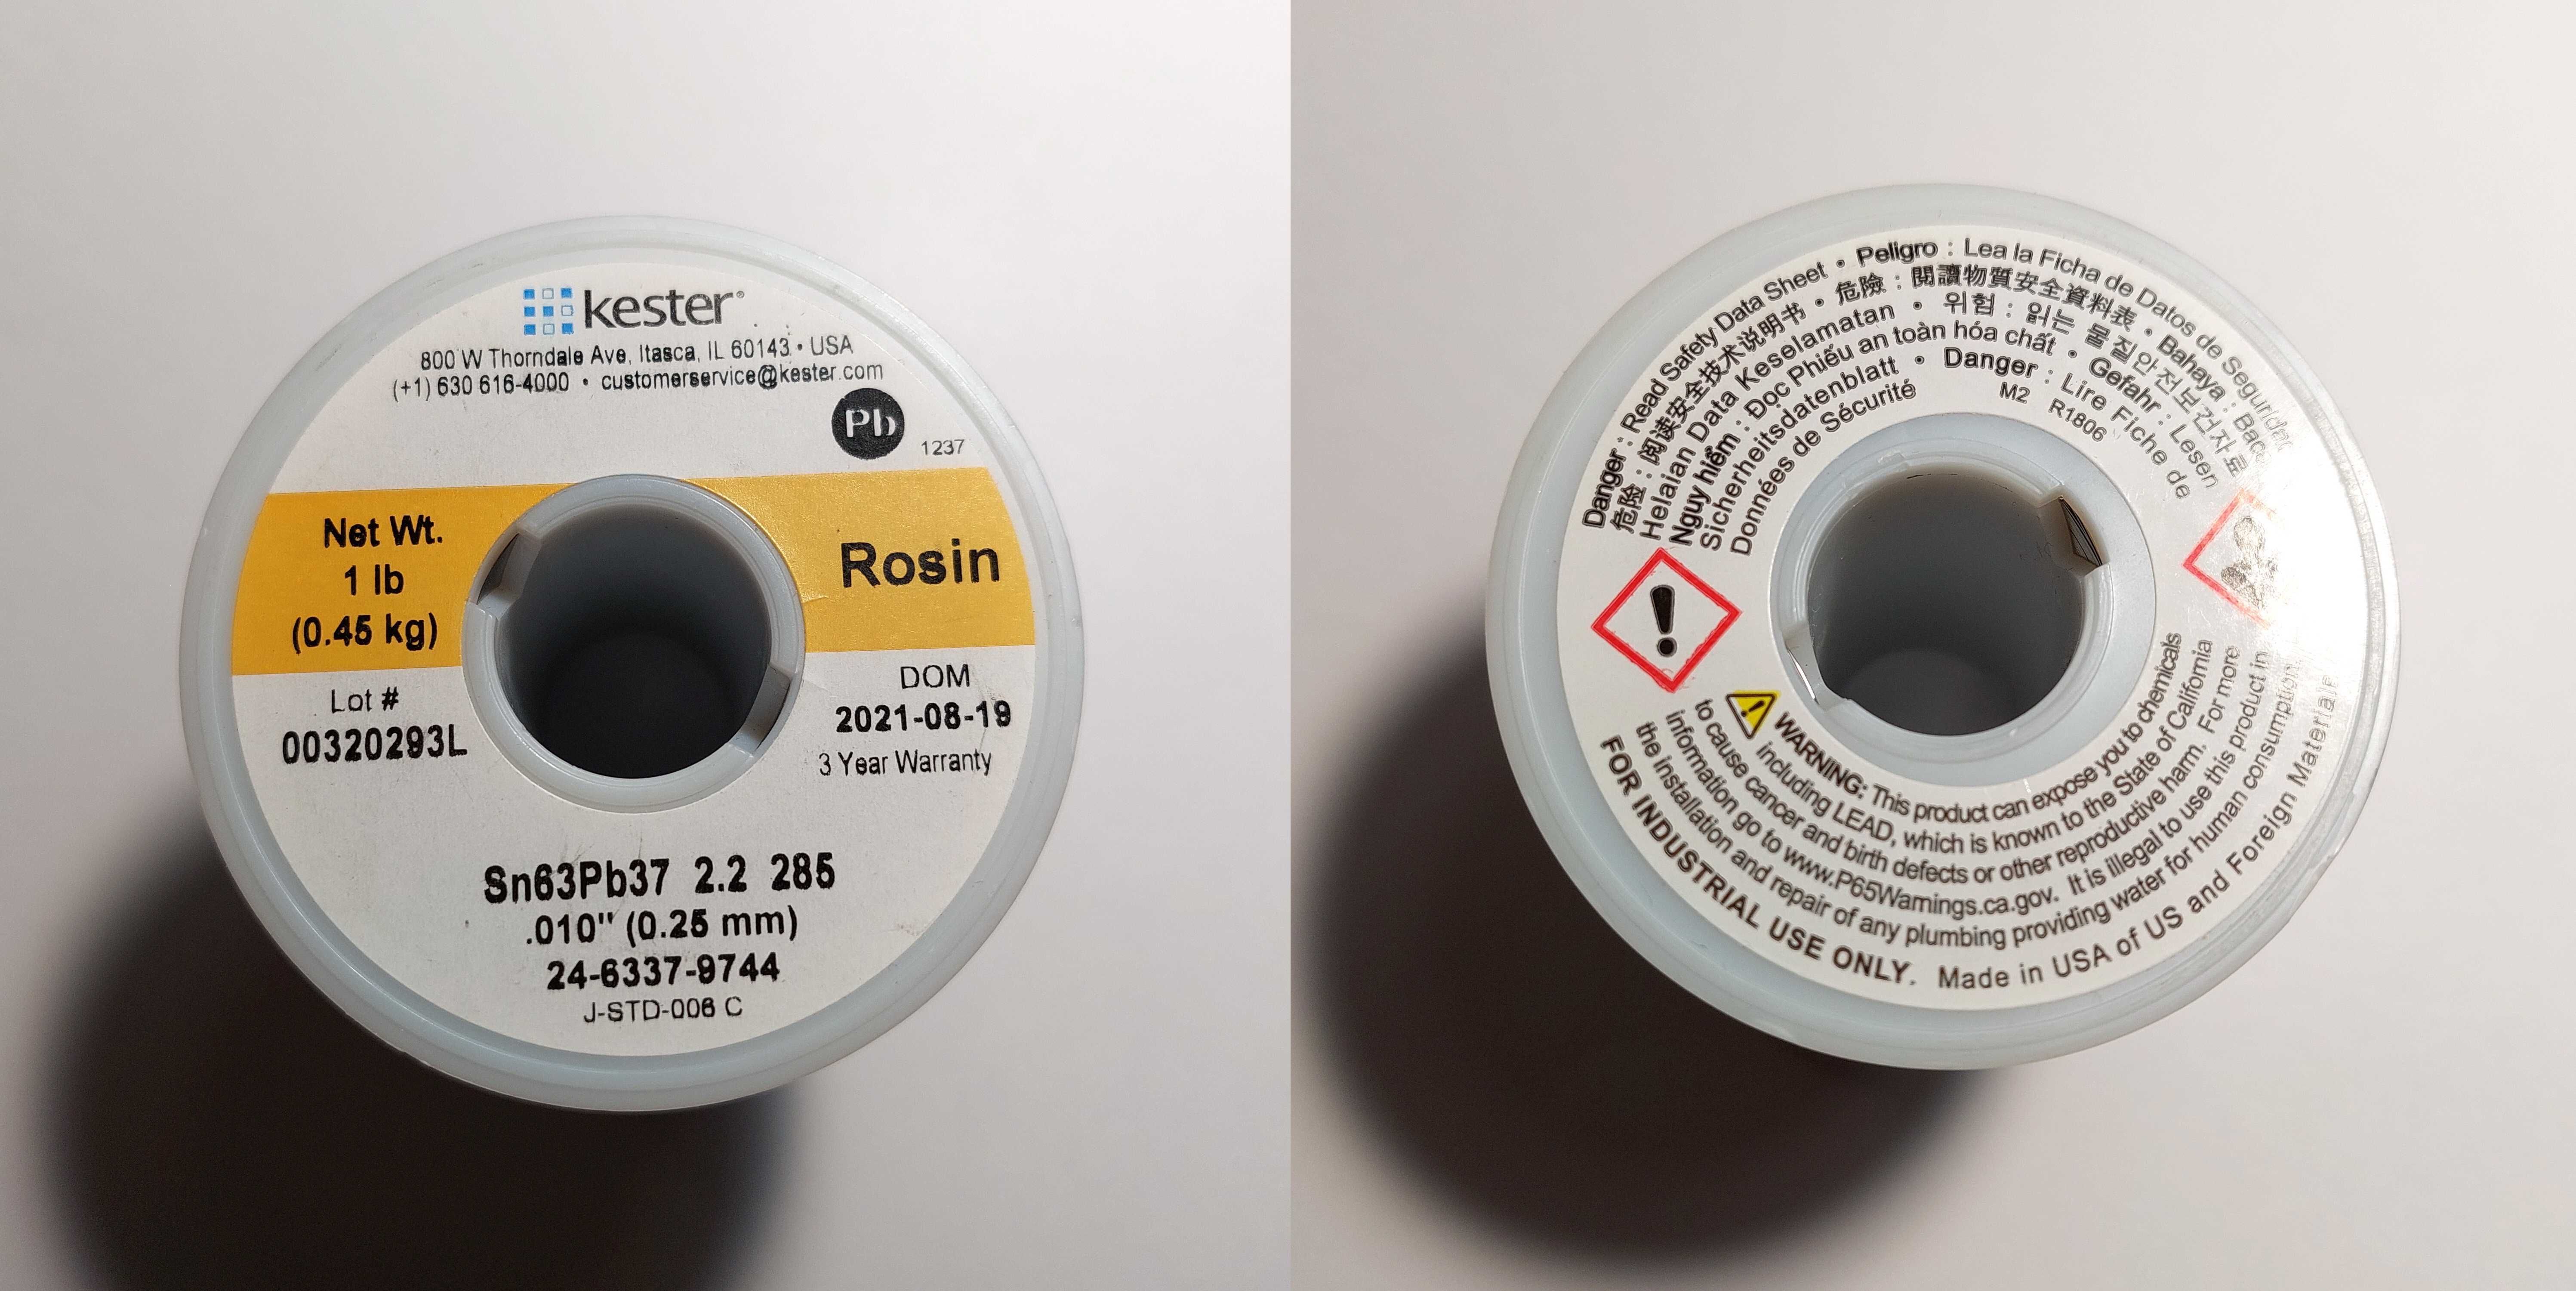 kester®
800 W Thorndale Ave, Itasca, IL 60143 • USA
(+1) 630 616-4000 • customerservice@kester.com
Pb
1237
Net Wt.
1 lb
(0.45 kg)
Rosin
Lot #
00320293L
DOM
2021-08-19
3 Year Warranty
Sn63Pb37 2.2 285
.010" (0.25 mm)
24-6337-9744
J-STD-006 C
Danger : Read Safety Data Sheet • Peligro : Lea la Ficha de Datos de Seguridad
危险 : 阅读安全技术说明书 • 危險 : 閱讀物質安全資料表 • Bahaya : Baca
Helaian Data Keselamatan • 위험 : 읽는 물질안전보건자료
Nguy hiểm : Đọc Phiếu an toàn hóa chất • Gefahr : Lesen
Sicherheitsdatenblatt • Danger : Lire Fiche de
Données de Sécurité
M2 R1806
WARNING: This product can expose you to chemicals
including LEAD, which is known to the State of California
to cause cancer and birth defects or other reproductive harm. For more
information go to www.P65Warnings.ca.gov. It is illegal to use this product in
the installation and repair of any plumbing providing water for human consumption.
FOR INDUSTRIAL USE ONLY. Made in USA of US and Foreign Materials